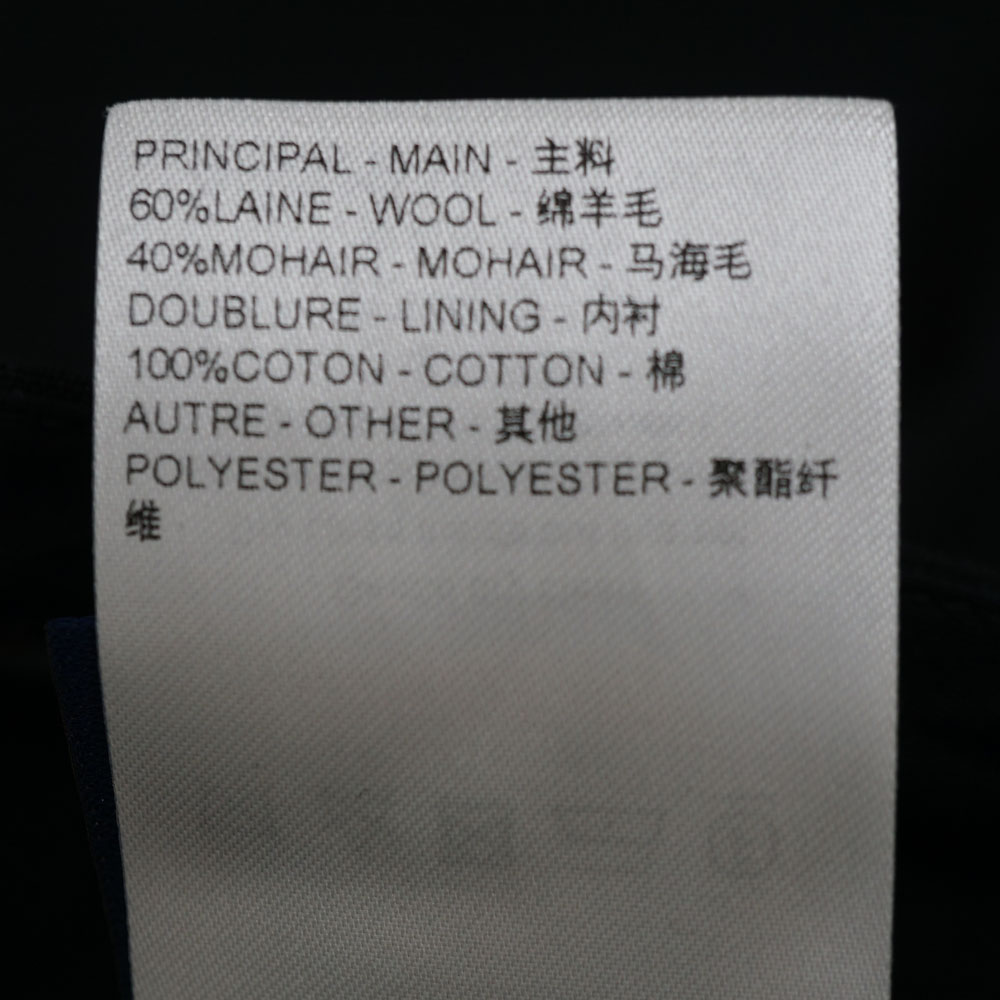 PRINCIPAL - MAIN - 主料
60%LAINE - WOOL - 绵羊毛
40%MOHAIR - MOHAIR - 马海毛
DOUBLURE - LINING - 内衬
100%COTON - COTTON - 棉
AUTRE - OTHER - 其他
POLYESTER - POLYESTER - 聚酯纤
维